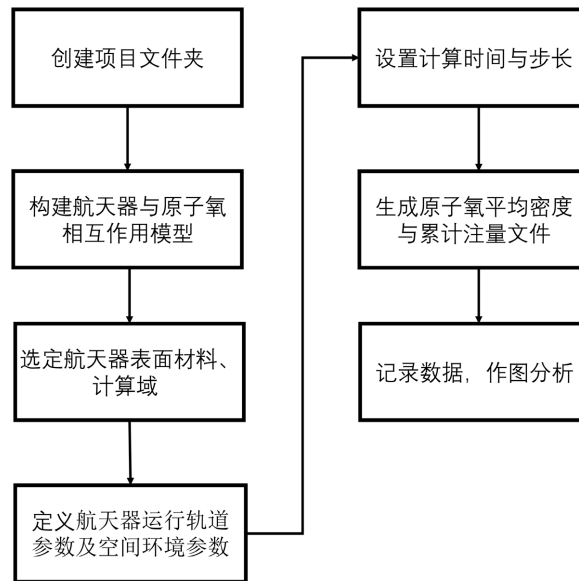 创建项目文件夹
构建航天器与原子氧
相互作用模型
选定航天器表面材料、
计算域
定义航天器运行轨道
参数及空间环境参数
设置计算时间与步长
生成原子氧平均密度
与累计注量文件
记录数据，作图分析